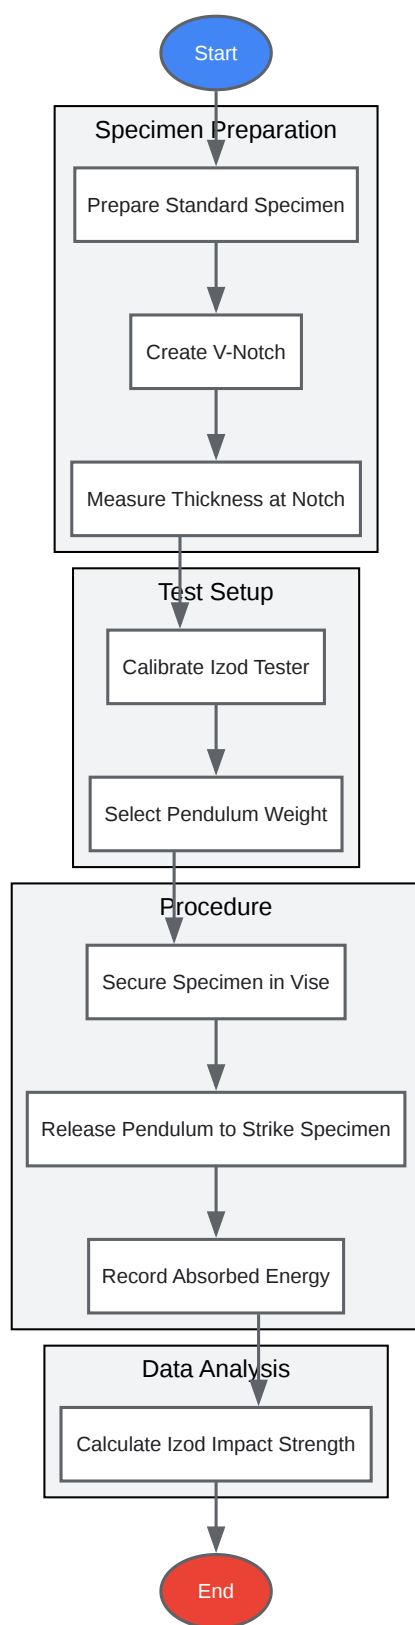 Start
Specimen Preparation
Prepare Standard Specimen
Create V-Notch
Measure Thickness at Notch
Test Setup
Calibrate Izod Tester
Select Pendulum Weight
Procedure
Secure Specimen in Vise
Release Pendulum to Strike Specimen
Record Absorbed Energy
Data Analysis
Calculate Izod Impact Strength
End